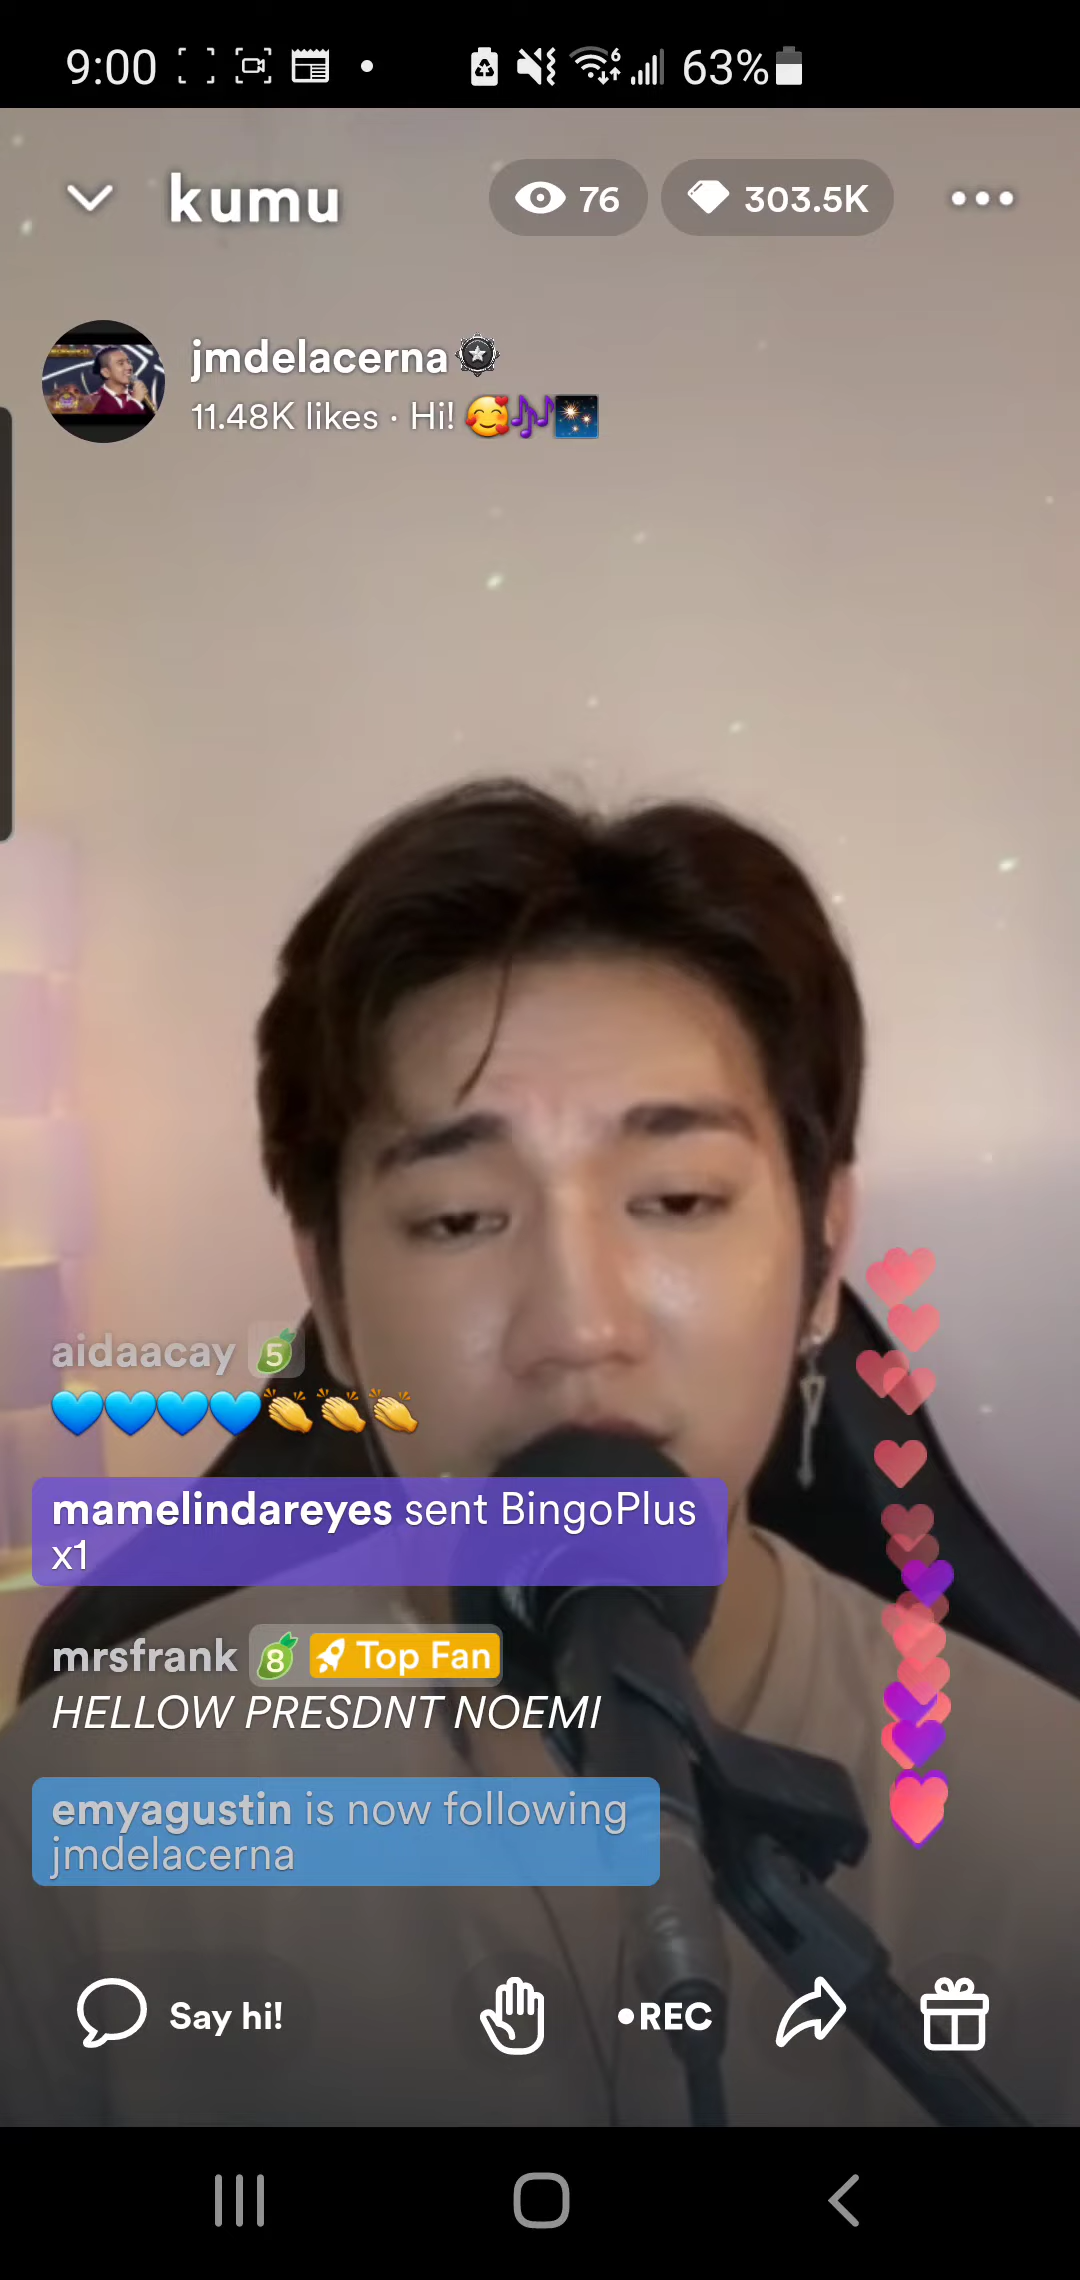 9:00 63%
kumu 76 303.5K
jmdelacerna
11.48K likes · Hi! 🥰🎶🎇
aidaacay 5
💙💙💙💙👏👏👏
mamelindareyes sent BingoPlus
x1
mrsfrank 8 Top Fan
HELLOW PRESDNT NOEMI
emyagustin is now following
jmdelacerna
Say hi! •REC